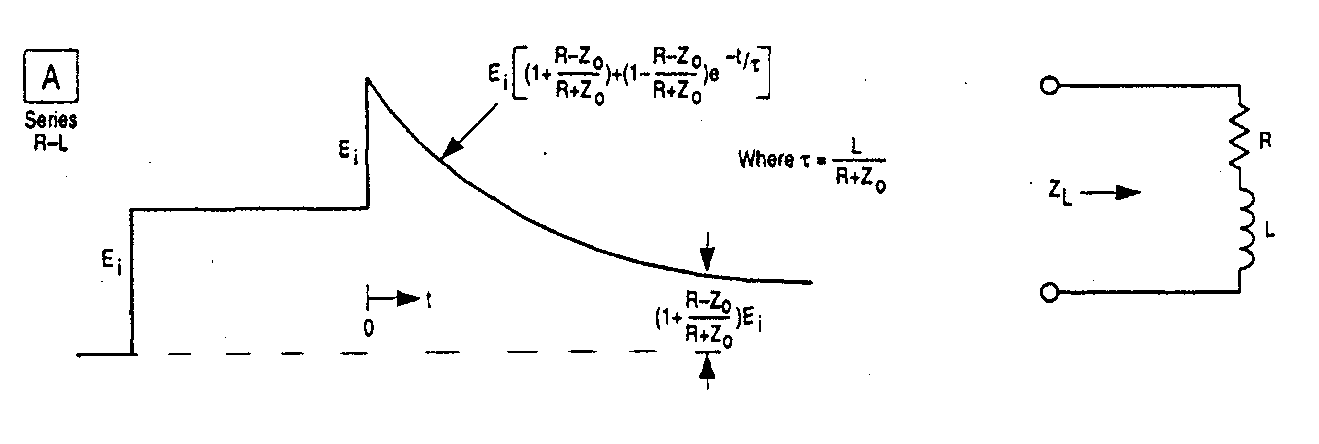 A
Series
R-L
E_i[(1+(R-Z_0)/(R+Z_0))+(1-(R-Z_0)/(R+Z_0))e^{-t/τ}]
E_i
Where τ = L/(R+Z_0)
E_i
t
0
(1+(R-Z_0)/(R+Z_0))E_i
Z_L
R
L